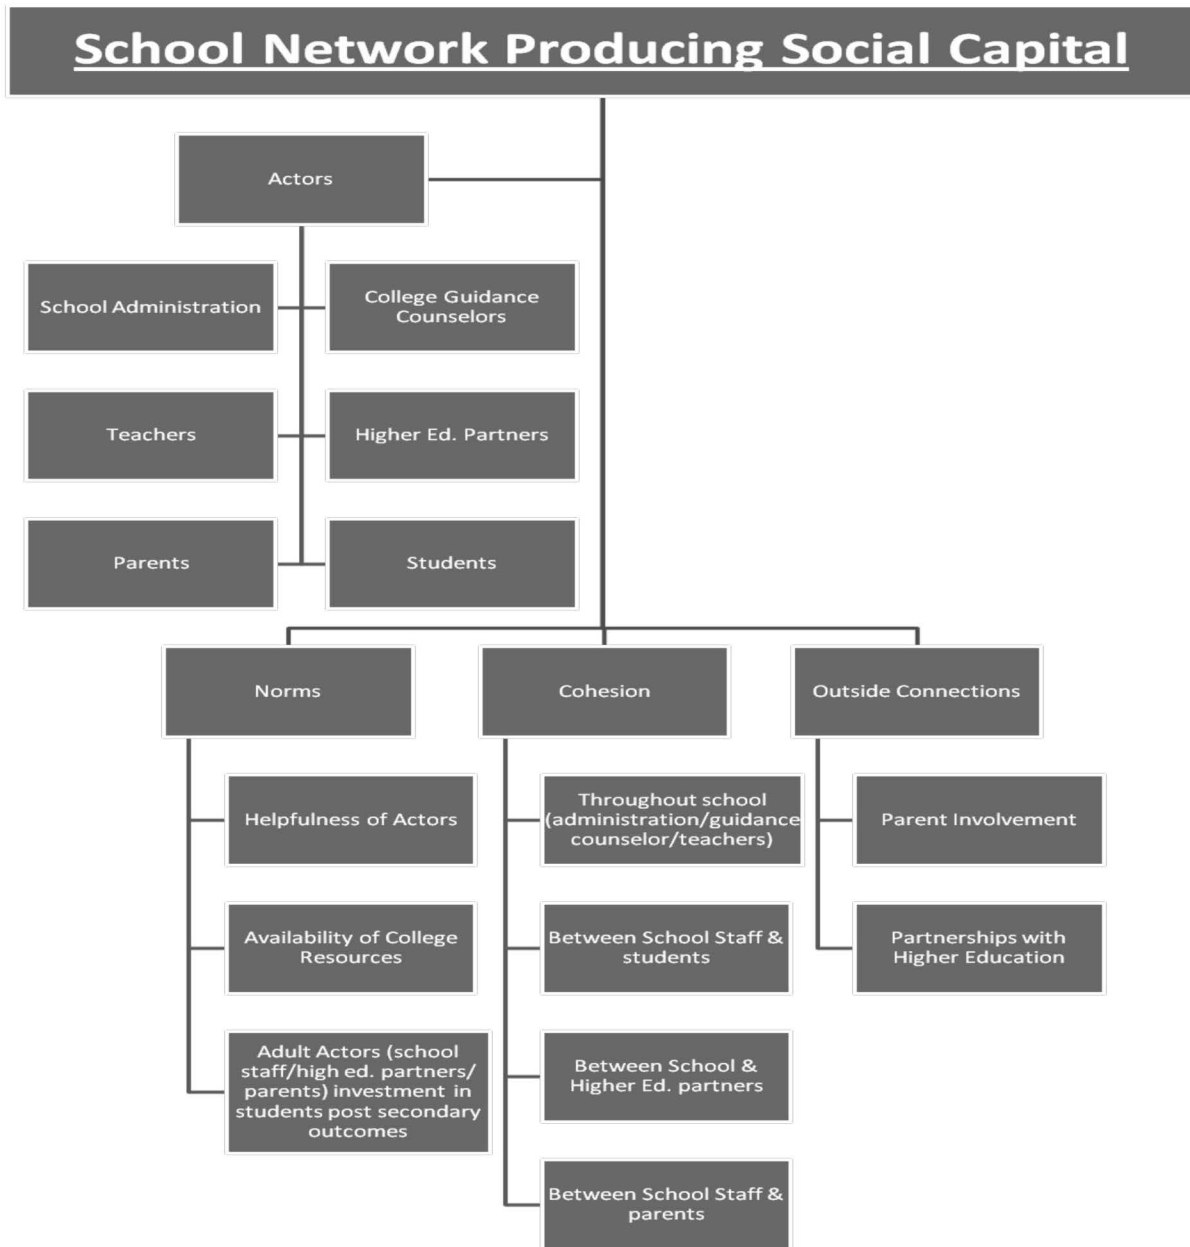 School Network Producing Social Capital
Actors
School Administration
College Guidance
Counselors
Teachers
Higher Ed. Partners
Parents
Students
Norms
Cohesion
Outside Connections
Helpfulness of Actors
Availability of College
Resources
Adult Actors (school
staff/high ed. partners/
parents) investment in
students post secondary
outcomes
Throughout school
(administration/guidance
counselor/teachers)
Between School Staff &
students
Between School &
Higher Ed. partners
Between School Staff &
parents
Parent Involvement
Partnerships with
Higher Education